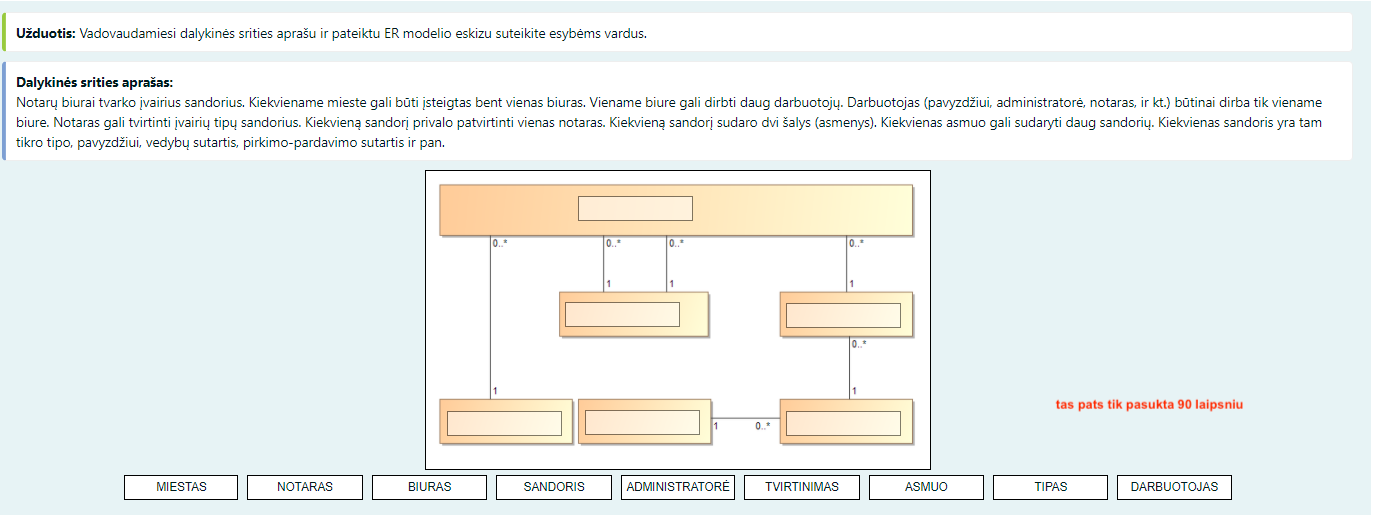 Užduotis: Vadovaudamiesi dalykinės srities aprašu ir pateiktu ER modelio eskizu suteikite esybėms vardus.
Dalykinės srities aprašas:
Notarų biurai tvarko įvairius sandorius. Kiekviename mieste gali būti įsteigtas bent vienas biuras. Viename biure gali dirbti daug darbuotojų. Darbuotojas (pavyzdžiui, administratorė, notaras, ir kt.) būtinai dirba tik viename
biure. Notaras gali tvirtinti įvairių tipų sandorius. Kiekvieną sandorį privalo patvirtinti vienas notaras. Kiekvieną sandorį sudaro dvi šalys (asmenys). Kiekvienas asmuo gali sudaryti daug sandorių. Kiekvienas sandoris yra tam
tikro tipo, pavyzdžiui, vedybų sutartis, pirkimo-pardavimo sutartis ir pan.
0..* 0..* 0..* 0..*
1 1 1
0..*
1 1
tas pats tik pasukta 90 laipsniu
1 0..*
MIESTAS NOTARAS BIURAS SANDORIS ADMINISTRATORĖ TVIRTINIMAS ASMUO TIPAS DARBUOTOJAS